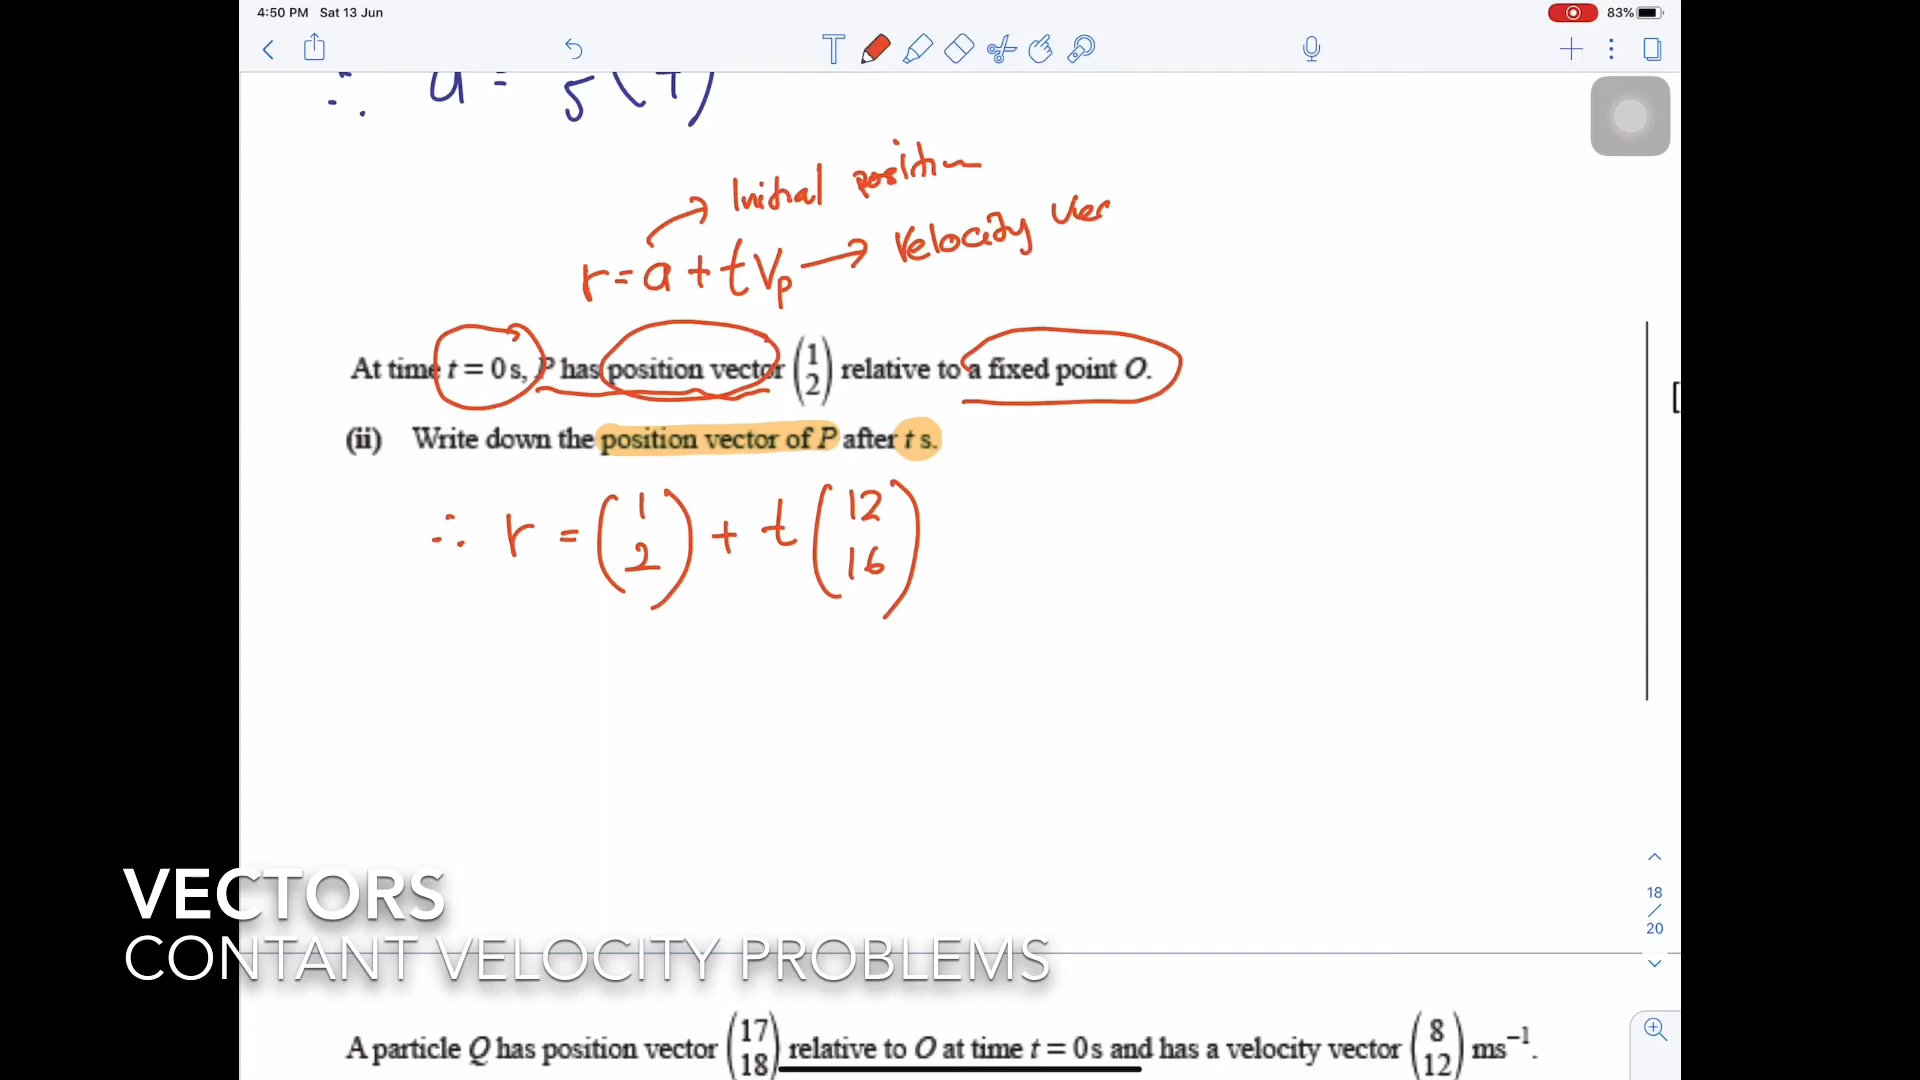 4:50 PM Sat 13 Jun
83%
T
r = a + t Vp
Initial position
Velocity
At time t = 0 s, P has position vector (1 2) relative to a fixed point O.
[
(ii) Write down the position vector of P after t s.
∴ r = (1 2) + t (12 16)
18
/
20
VECTORS
CONTANT VELOCITY PROBLEMS
A particle Q has position vector (17 18) relative to O at time t = 0 s and has a velocity vector (8 12) ms⁻¹.